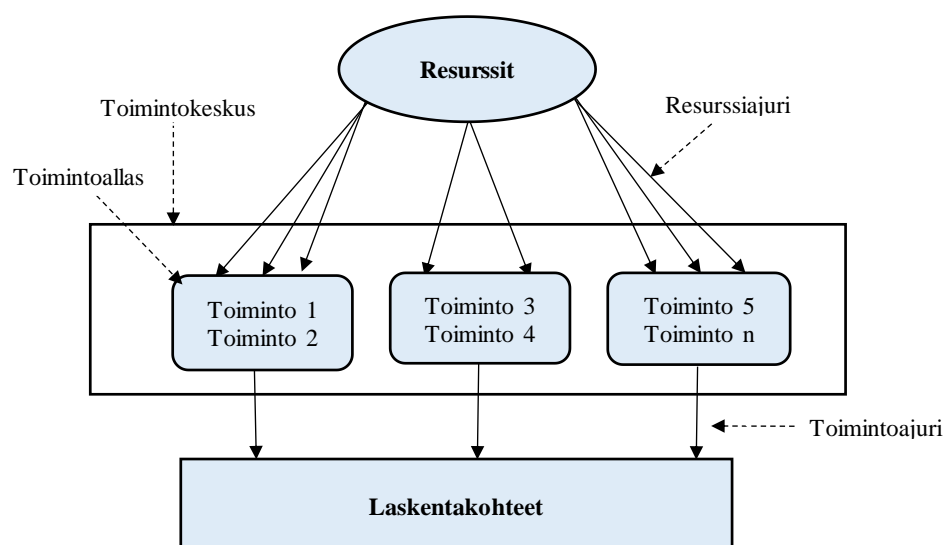 Resurssit
Toimintokeskus
Resurssiajuri
Toimintoallas
Toiminto 1
Toiminto 2
Toiminto 3
Toiminto 4
Toiminto 5
Toiminto n
Toimintoajuri
Laskentakohteet